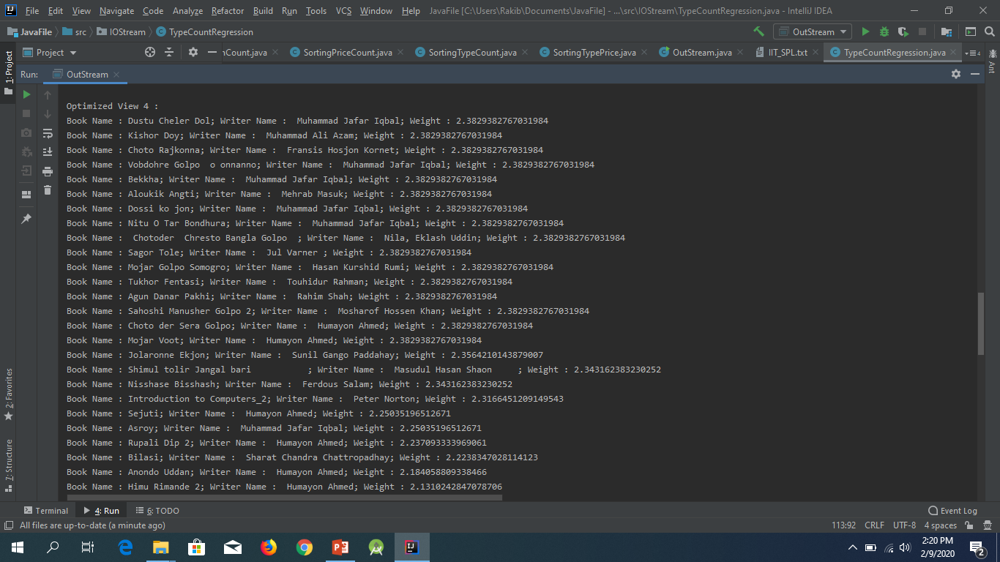 File Edit View Navigate Code Analyze Refactor Build Run Tools VCS Window Help JavaFile [C:\Users\Rakib\Documents\JavaFile] - ...\src\IOStream\TypeCountRegression.java - IntelliJ IDEA
JavaFile src IOStream TypeCountRegression OutStream
1: Project Project nCount.java SortingPriceCount.java SortingTypeCount.java SortingTypePrice.java OutStream.java IIT_SPL.txt TypeCountRegression.java 4 Ant
Run: OutStream
Optimized View 4 :
Book Name : Dustu Cheler Dol; Writer Name :  Muhammad Jafar Iqbal; Weight : 2.3829382767031984
Book Name : Kishor Doy; Writer Name :  Muhammad Ali Azam; Weight : 2.3829382767031984
Book Name : Choto Rajkonna; Writer Name :  Fransis Hosjon Kornet; Weight : 2.3829382767031984
Book Name : Vobdohre Golpo  o onnanno; Writer Name :  Muhammad Jafar Iqbal; Weight : 2.3829382767031984
Book Name : Bekkha; Writer Name :  Muhammad Jafar Iqbal; Weight : 2.3829382767031984
Book Name : Aloukik Angti; Writer Name :  Mehrab Masuk; Weight : 2.3829382767031984
Book Name : Dossi ko jon; Writer Name :  Muhammad Jafar Iqbal; Weight : 2.3829382767031984
Book Name : Nitu O Tar Bondhura; Writer Name :  Muhammad Jafar Iqbal; Weight : 2.3829382767031984
Book Name :  Chotoder  Chresto Bangla Golpo  ; Writer Name :  Nila, Eklash Uddin; Weight : 2.3829382767031984
Book Name : Sagor Tole; Writer Name :  Jul Varner ; Weight : 2.3829382767031984
Book Name : Mojar Golpo Somogro; Writer Name :  Hasan Kurshid Rumi; Weight : 2.3829382767031984
Book Name : Tukhor Fentasi; Writer Name :  Touhidur Rahman; Weight : 2.3829382767031984
Book Name : Agun Danar Pakhi; Writer Name :  Rahim Shah; Weight : 2.3829382767031984
Book Name : Sahoshi Manusher Golpo 2; Writer Name :  Mosharof Hossen Khan; Weight : 2.3829382767031984
Book Name : Choto der Sera Golpo; Writer Name :  Humayon Ahmed; Weight : 2.3829382767031984
Book Name : Mojar Voot; Writer Name :  Humayon Ahmed; Weight : 2.3829382767031984
Book Name : Jolaronne Ekjon; Writer Name :  Sunil Gango Paddahay; Weight : 2.3564210143879007
Book Name : Shimul tolir Jangal bari           ; Writer Name :  Masudul Hasan Shaon     ; Weight : 2.343162383230252
Book Name : Nisshase Bisshash; Writer Name :  Ferdous Salam; Weight : 2.343162383230252
Book Name : Introduction to Computers_2; Writer Name :  Peter Norton; Weight : 2.3166451209149543
Book Name : Sejuti; Writer Name :  Humayon Ahmed; Weight : 2.25035196512671
Book Name : Asroy; Writer Name :  Muhammad Jafar Iqbal; Weight : 2.25035196512671
Book Name : Rupali Dip 2; Writer Name :  Humayon Ahmed; Weight : 2.237093333969061
Book Name : Bilasi; Writer Name :  Sharat Chandra Chattropadhay; Weight : 2.2238347028114123
Book Name : Anondo Uddan; Writer Name :  Humayon Ahmed; Weight : 2.184058809338466
Book Name : Himu Rimande 2; Writer Name :  Humayon Ahmed; Weight : 2.1310242847078706
2: Favorites
7: Structure
Terminal 4: Run 6: TODO Event Log
All files are up-to-date (a minute ago) 113:92 CRLF UTF-8 4 spaces
2:20 PM
2/9/2020
2